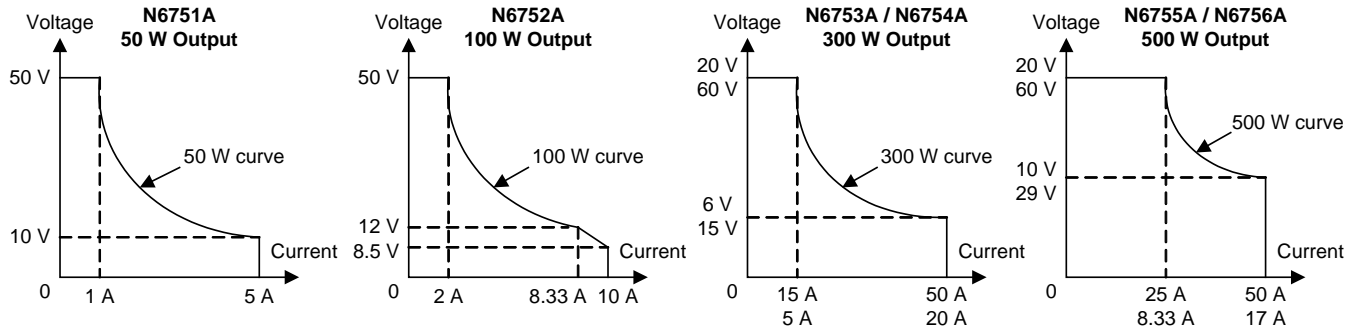 N6751A
50 W Output
Voltage
50 V
50 W curve
10 V
Current
0
1 A
5 A
N6752A
100 W Output
Voltage
50 V
100 W curve
12 V
8.5 V
Current
0
2 A
8.33 A
10 A
N6753A / N6754A
300 W Output
Voltage
20 V
60 V
300 W curve
6 V
15 V
Current
0
15 A
5 A
50 A
20 A
N6755A / N6756A
500 W Output
Voltage
20 V
60 V
500 W curve
10 V
29 V
Current
0
25 A
8.33 A
50 A
17 A